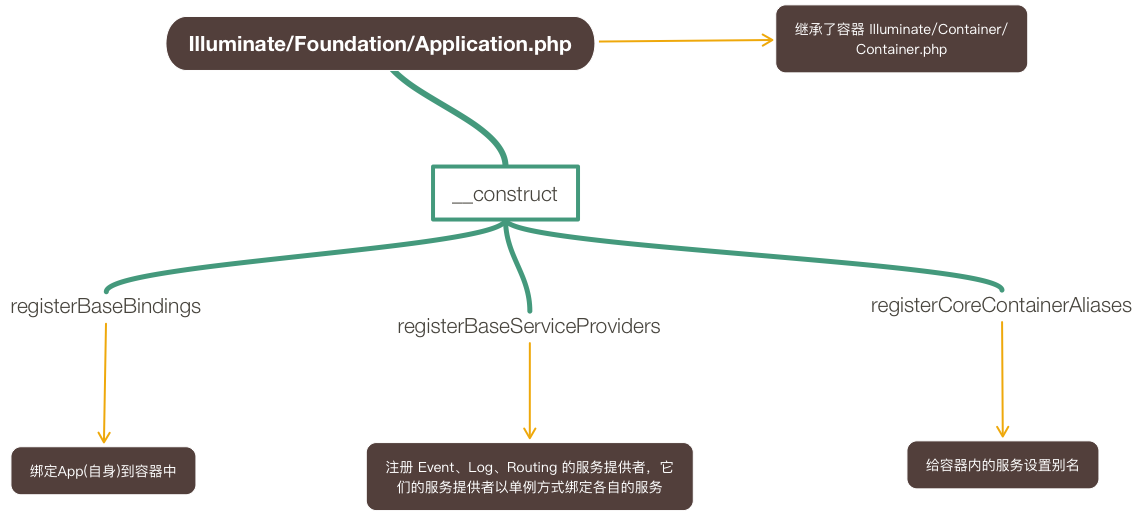 Illuminate/Foundation/Application.php
继承了容器 Illuminate/Container/
Container.php
__construct
registerBaseBindings
registerBaseServiceProviders
registerCoreContainerAliases
绑定App(自身)到容器中
注册 Event、Log、Routing 的服务提供者，它
们的服务提供者以单例方式绑定各自的服务
给容器内的服务设置别名